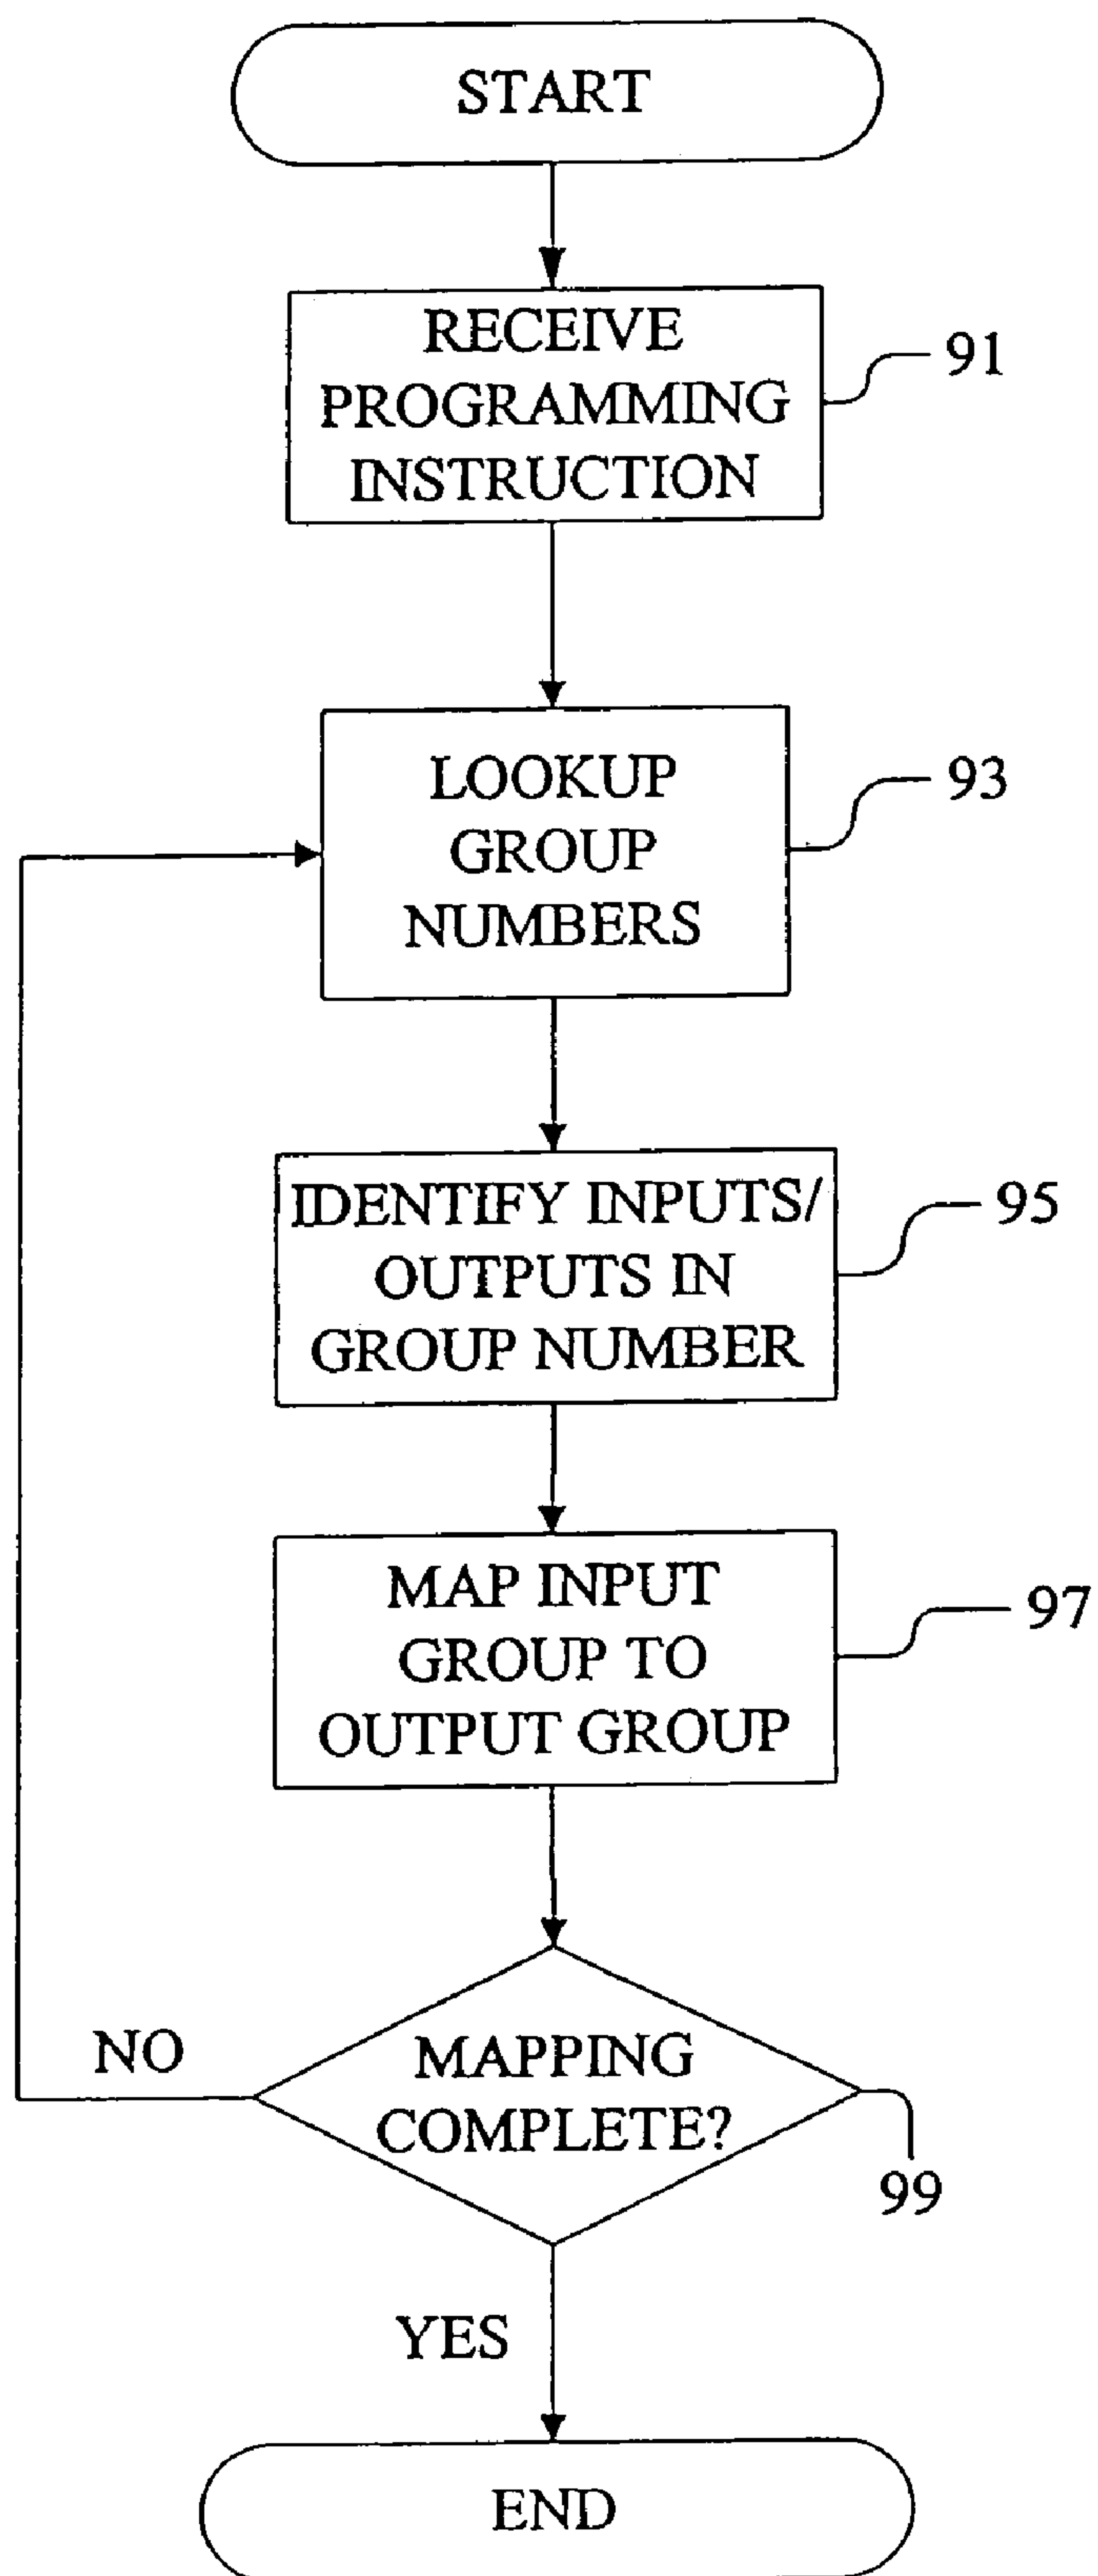 START
RECEIVE
PROGRAMMING
INSTRUCTION
91
LOOKUP
GROUP
NUMBERS
93
IDENTIFY INPUTS/
OUTPUTS IN
GROUP NUMBER
95
MAP INPUT
GROUP TO
OUTPUT GROUP
97
NO
MAPPING
COMPLETE?
99
YES
END